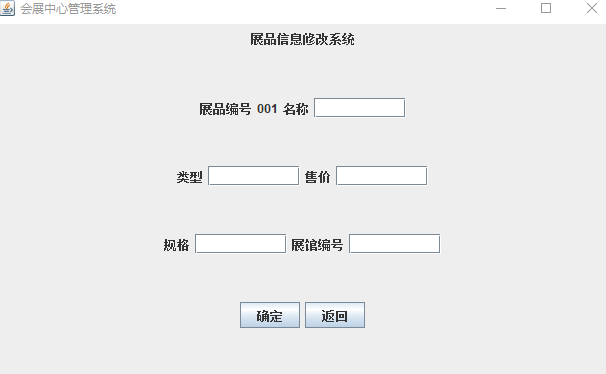 会展中心管理系统
展品信息修改系统
展品编号 001 名称
类型 售价
规格 展馆编号
确定 返回